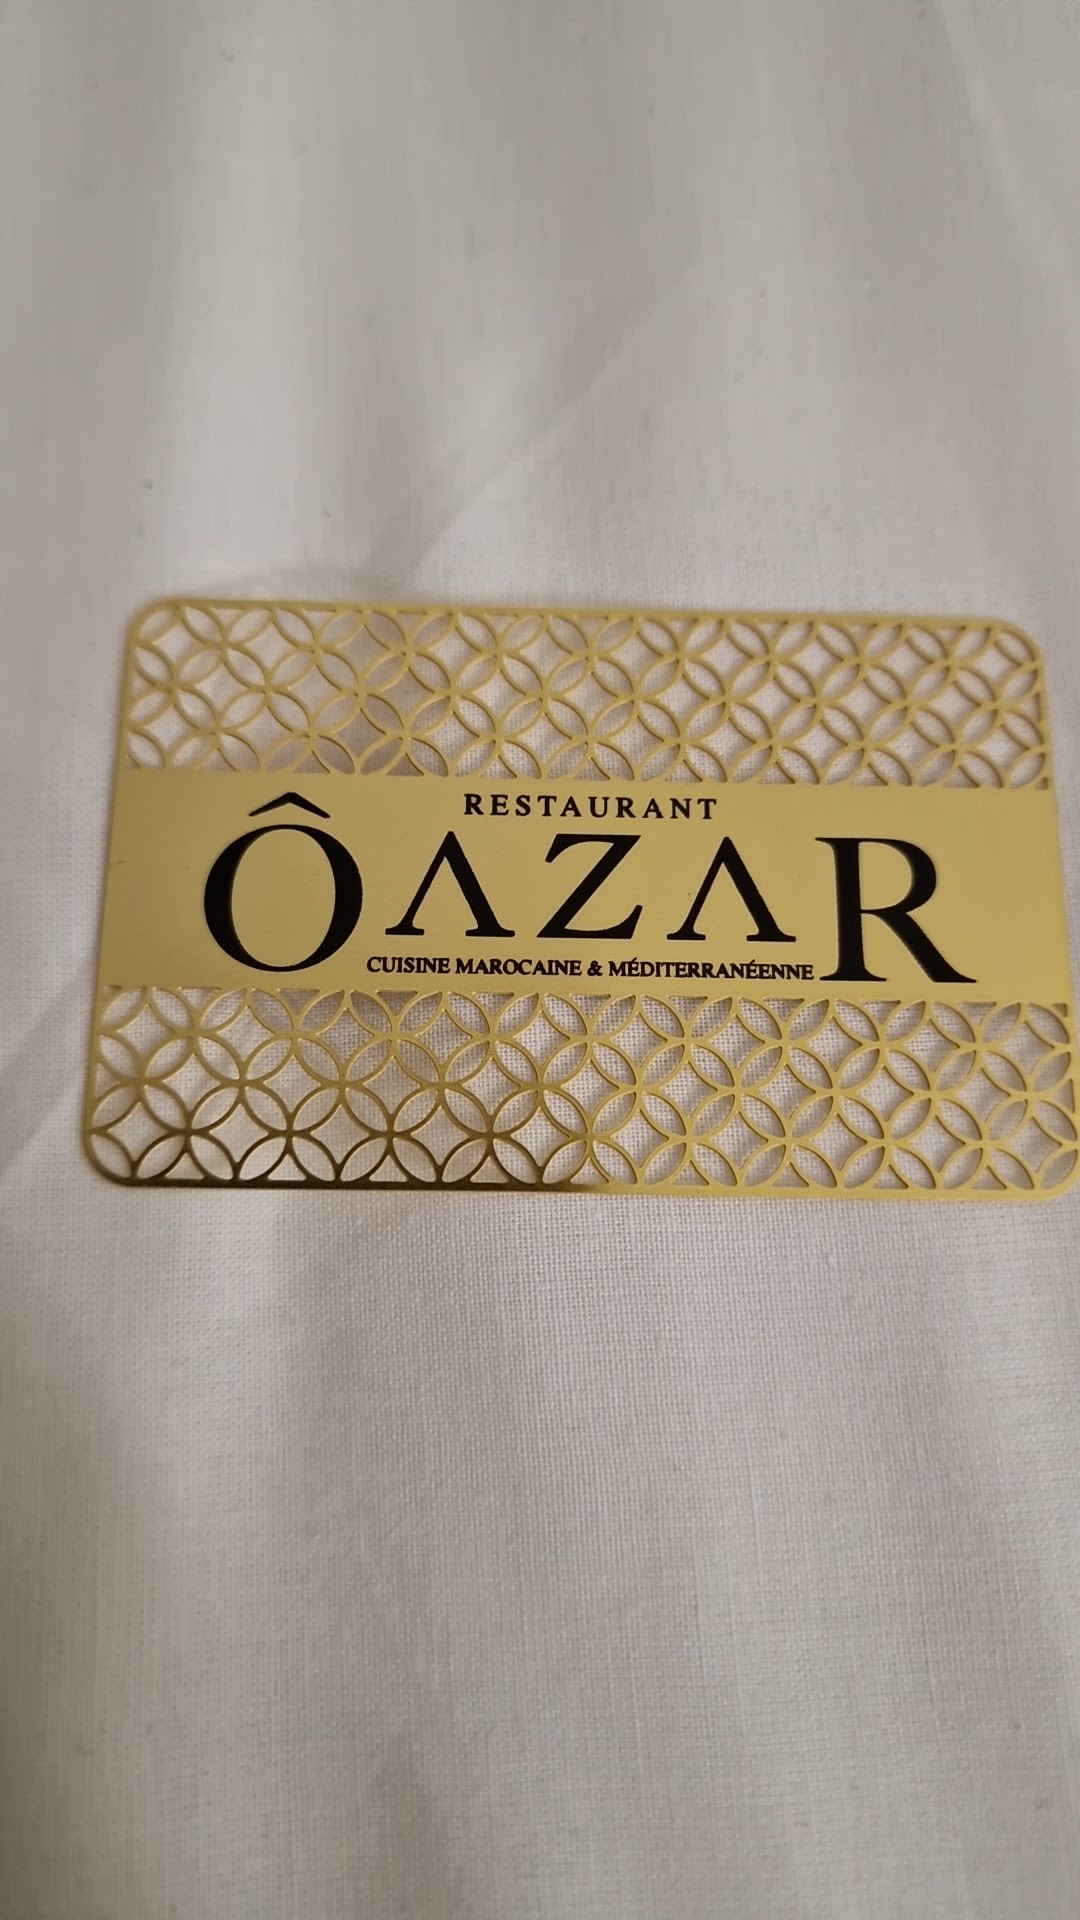 RESTAURANT
ÔAZAR
CUISINE MAROCAINE & MÉDITERRANÉENNE